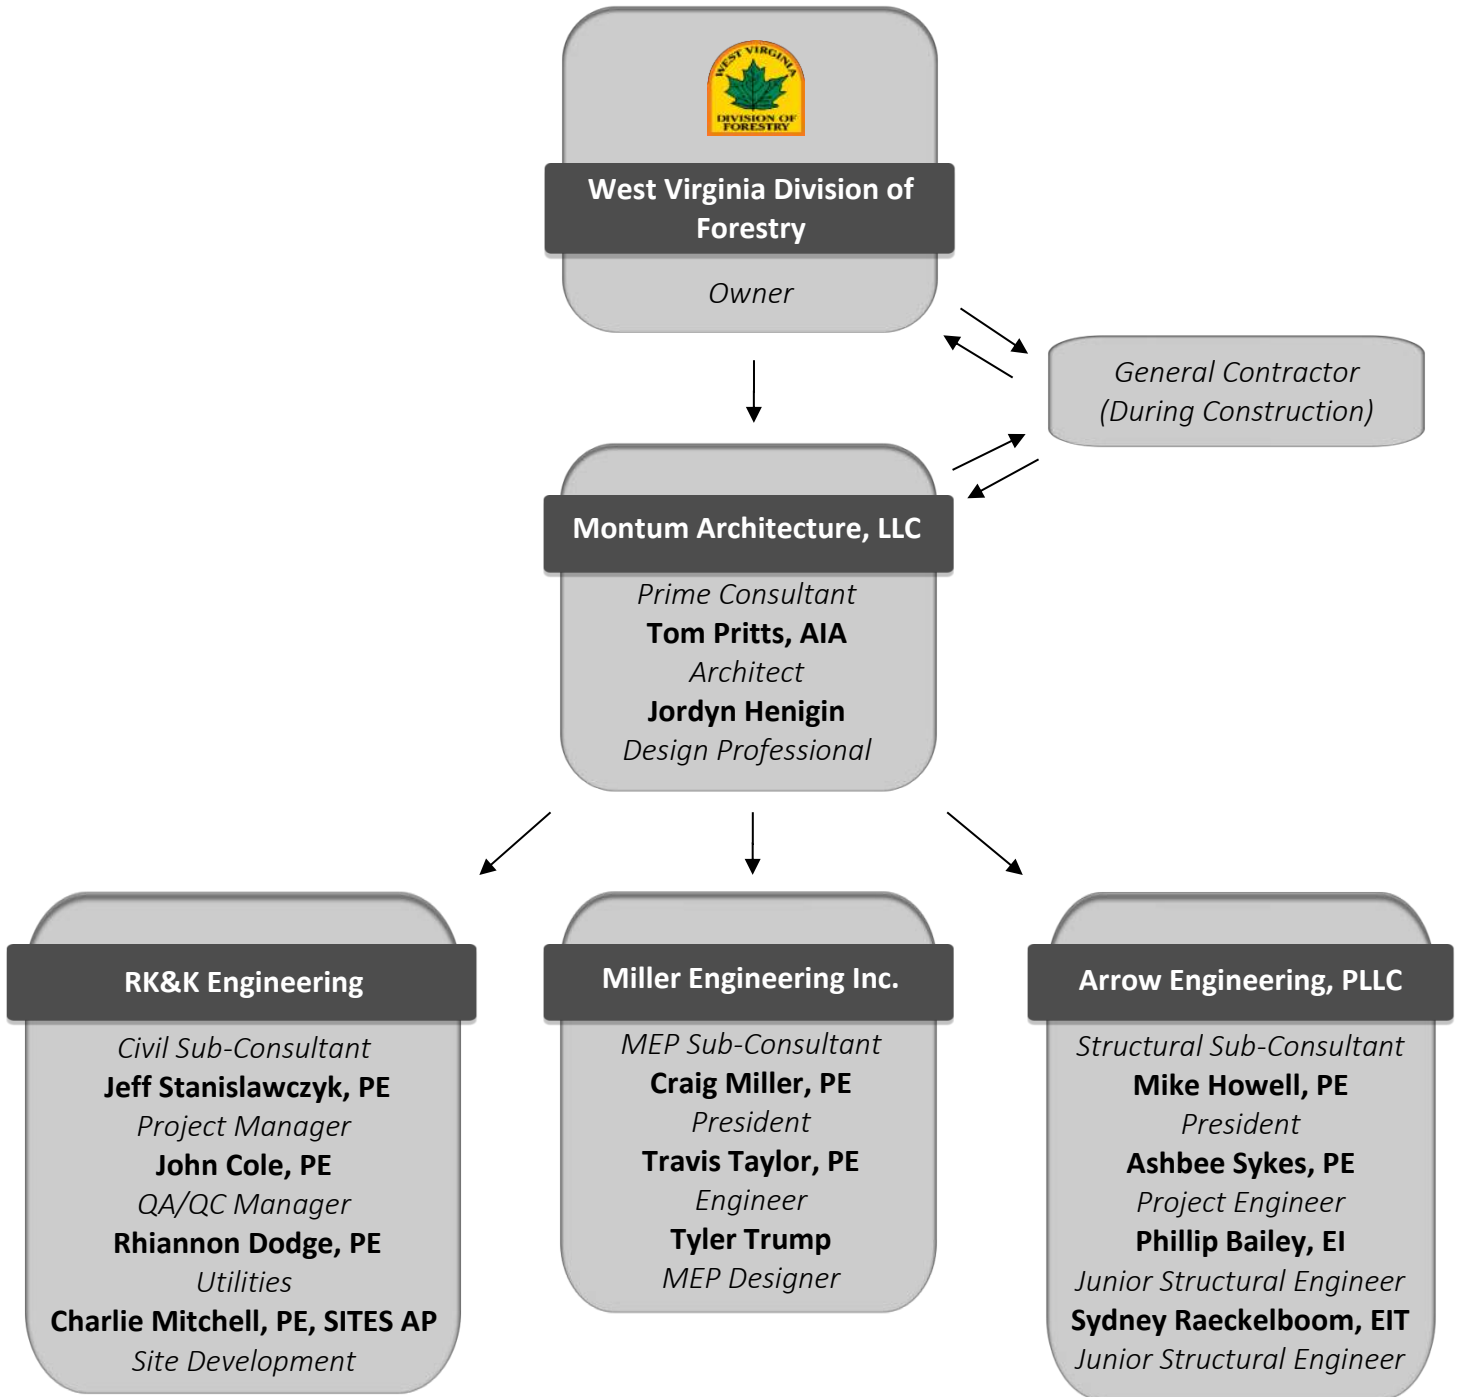 WEST VIRGINIA
DIVISION OF
FORESTRY
West Virginia Division of
Forestry
Owner
General Contractor
(During Construction)
Montum Architecture, LLC
Prime Consultant
Tom Pritts, AIA
Architect
Jordyn Henigin
Design Professional
RK&K Engineering
Civil Sub-Consultant
Jeff Stanislawczyk, PE
Project Manager
John Cole, PE
QA/QC Manager
Rhiannon Dodge, PE
Utilities
Charlie Mitchell, PE, SITES AP
Site Development
Miller Engineering Inc.
MEP Sub-Consultant
Craig Miller, PE
President
Travis Taylor, PE
Engineer
Tyler Trump
MEP Designer
Arrow Engineering, PLLC
Structural Sub-Consultant
Mike Howell, PE
President
Ashbee Sykes, PE
Project Engineer
Phillip Bailey, EI
Junior Structural Engineer
Sydney Raeckelboom, EIT
Junior Structural Engineer